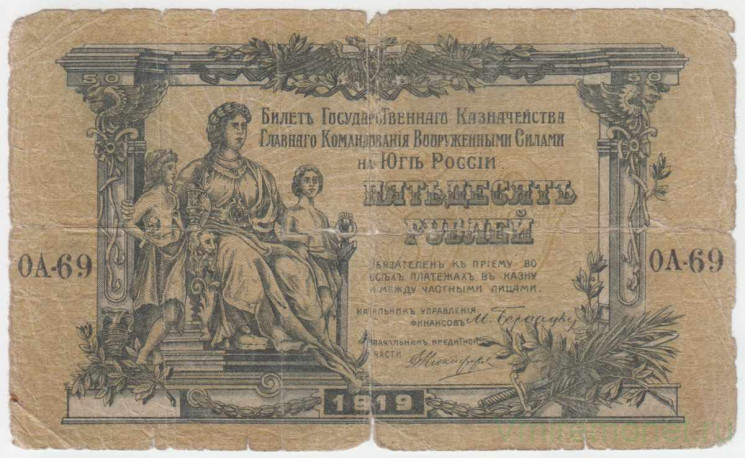 50 50
Билетъ Государственнаго Казначейства
Главнаго Командованія Вооруженными Силами
на Югѣ Россіи
ПЯТЬДЕСЯТЪ
РУБЛЕЙ
ОБЯЗАТЕЛЕНЪ КЪ ПРІЕМУ ВО
ВСѢХЪ ПЛАТЕЖАХЪ ВЪ КАЗНУ
И МЕЖДУ ЧАСТНЫМИ ЛИЦАМИ.
ОА-69 ОА-69
НАЧАЛЬНИКЪ УПРАВЛЕНІЯ
ФИНАНСОВЪ
НАЧАЛЬНИКЪ КРЕДИТНОЙ
ЧАСТИ
1919